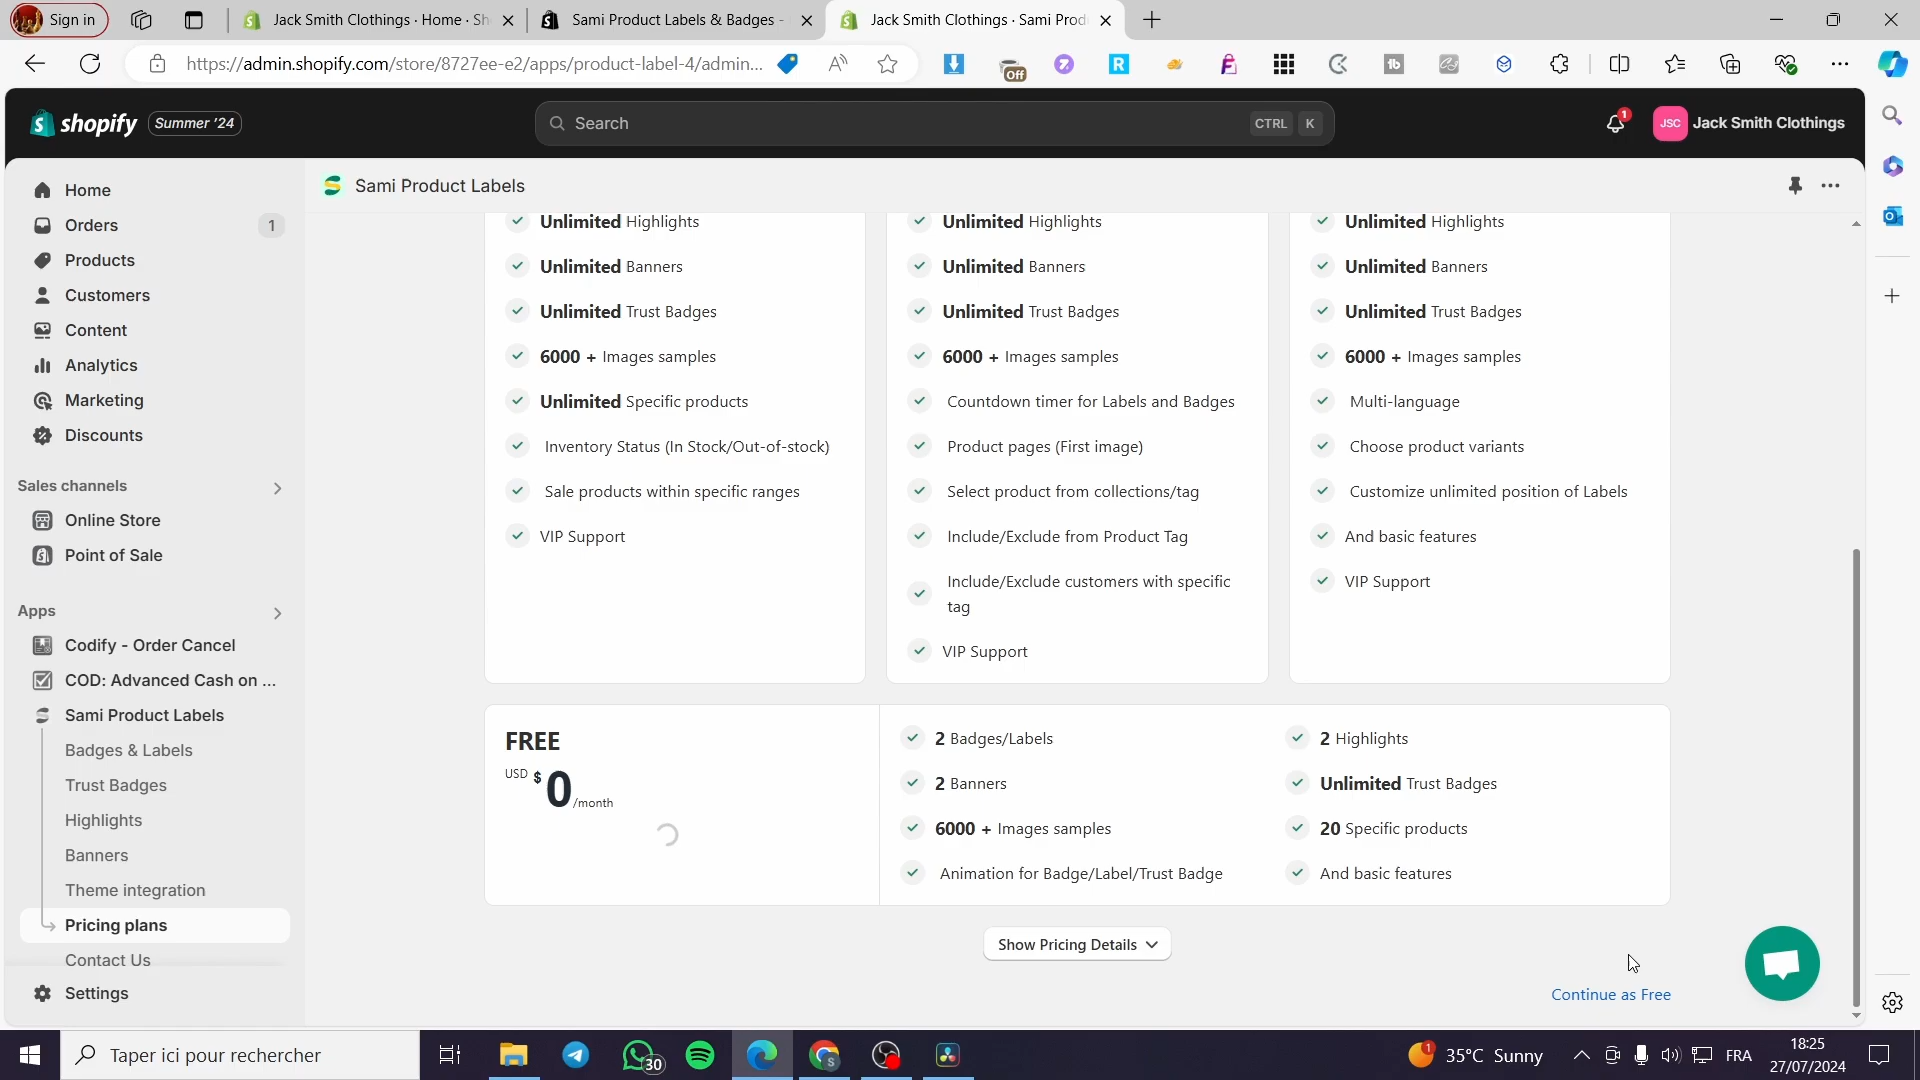 Sign in
Jack Smith Clothings · Home · Sh
Sami Product Labels & Badges -
Jack Smith Clothings · Sami Prod
https://admin.shopify.com/store/8727ee-e2/apps/product-label-4/admin...
Off
shopify
Summer '24
Search
CTRL K
1
JSC
Jack Smith Clothings
Sami Product Labels
Home
Orders
1
Products
Customers
Content
Analytics
Marketing
Discounts
Sales channels
Online Store
Point of Sale
Apps
Codify - Order Cancel
COD: Advanced Cash on ...
Sami Product Labels
Badges & Labels
Trust Badges
Highlights
Banners
Theme integration
Pricing plans
Contact Us
Settings
Unlimited Highlights
Unlimited Banners
Unlimited Trust Badges
6000 + Images samples
Unlimited Specific products
Inventory Status (In Stock/Out-of-stock)
Sale products within specific ranges
VIP Support
Unlimited Highlights
Unlimited Banners
Unlimited Trust Badges
6000 + Images samples
Countdown timer for Labels and Badges
Product pages (First image)
Select product from collections/tag
Include/Exclude from Product Tag
Include/Exclude customers with specific
tag
VIP Support
Unlimited Highlights
Unlimited Banners
Unlimited Trust Badges
6000 + Images samples
Multi-language
Choose product variants
Customize unlimited position of Labels
And basic features
VIP Support
FREE
USD $ 0 /month
2 Badges/Labels
2 Banners
6000 + Images samples
Animation for Badge/Label/Trust Badge
2 Highlights
Unlimited Trust Badges
20 Specific products
And basic features
Show Pricing Details
Continue as Free
Taper ici pour rechercher
30
1
35°C Sunny
FRA
18:25
27/07/2024